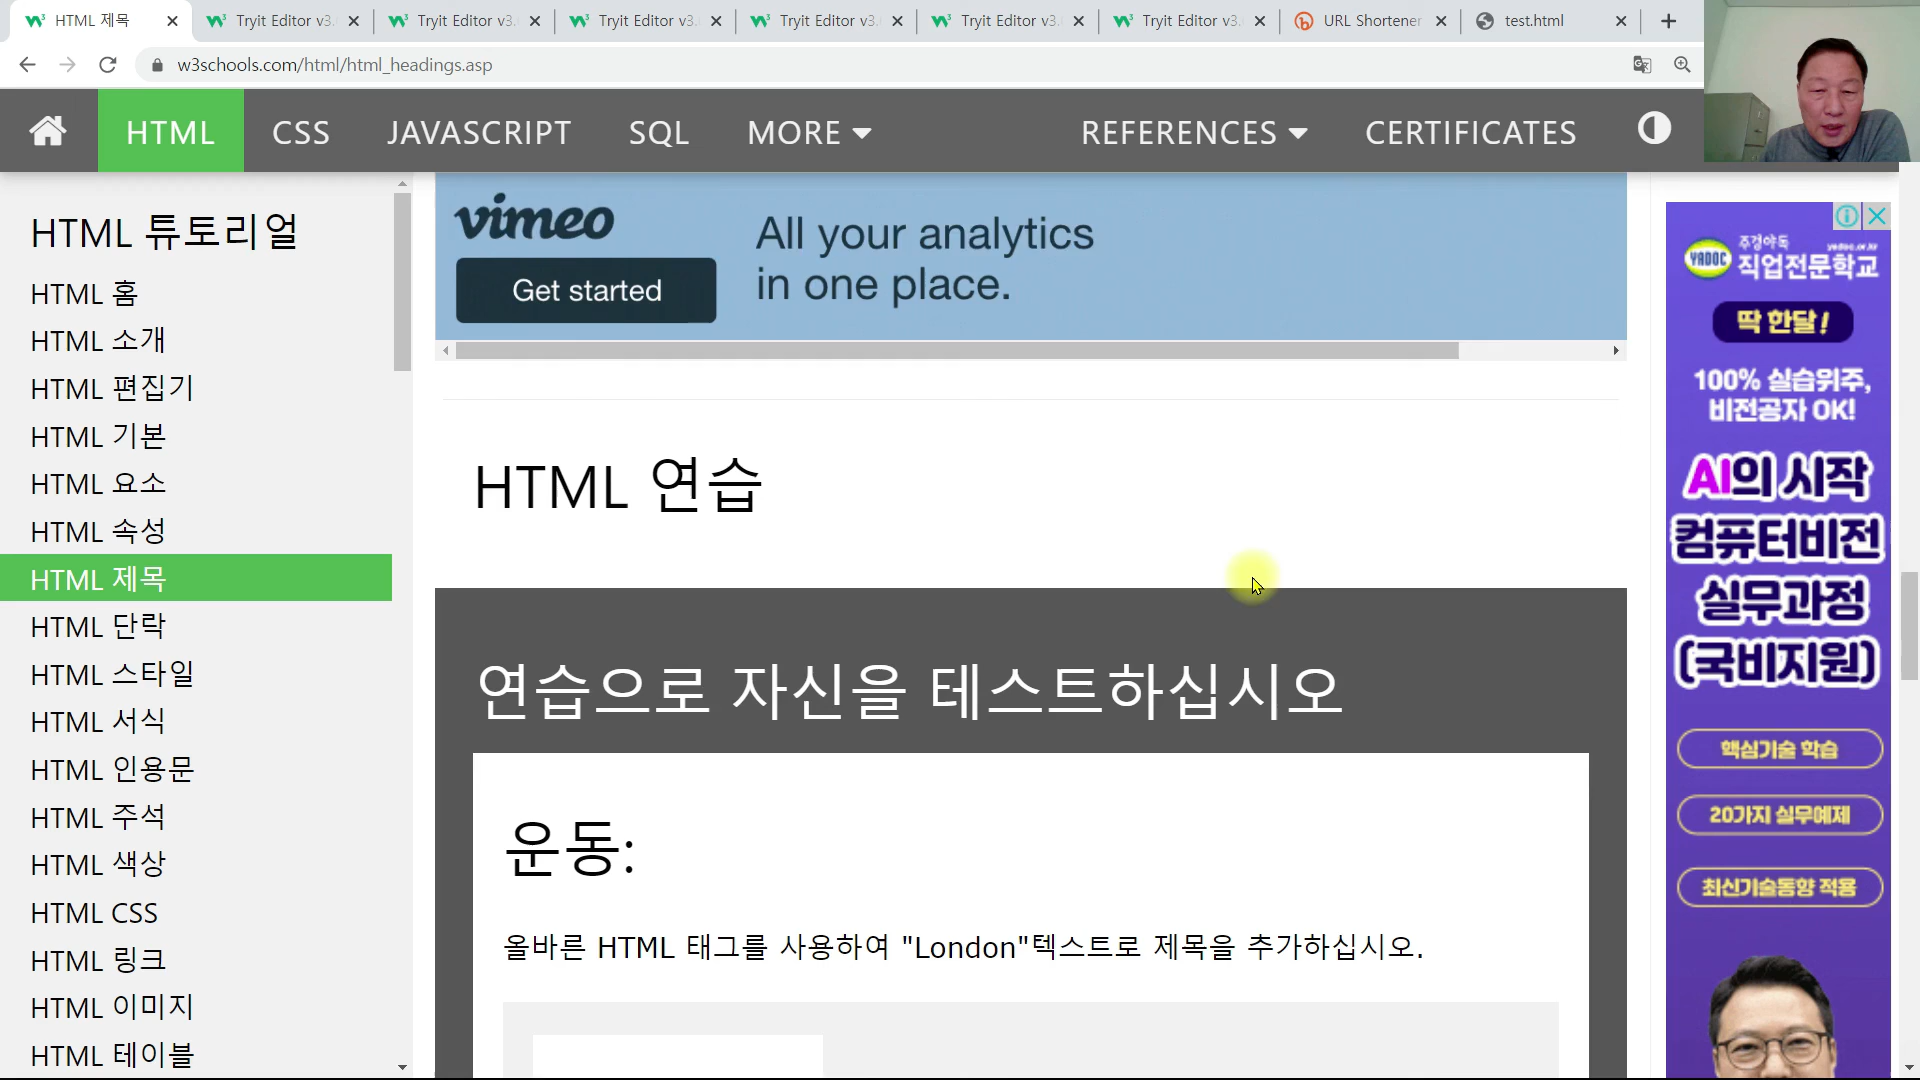 HTML 제목
Tryit Editor v3.
Tryit Editor v3.
Tryit Editor v3.
Tryit Editor v3.
Tryit Editor v3.
Tryit Editor v3.
URL Shortener
test.html
w3schools.com/html/html_headings.asp
HTML
CSS
JAVASCRIPT
SQL
MORE
REFERENCES
CERTIFICATES
HTML 튜토리얼
HTML 홈
HTML 소개
HTML 편집기
HTML 기본
HTML 요소
HTML 속성
HTML 제목
HTML 단락
HTML 스타일
HTML 서식
HTML 인용문
HTML 주석
HTML 색상
HTML CSS
HTML 링크
HTML 이미지
HTML 테이블
vimeo
Get started
All your analytics
in one place.
HTML 연습
연습으로 자신을 테스트하십시오
운동:
올바른 HTML 태그를 사용하여 "London"텍스트로 제목을 추가하십시오.
YADOC
주경야독
yadoc.or.kr
직업전문학교
딱 한달!
100% 실습위주,
비전공자 OK!
AI의 시작
컴퓨터비전
실무과정
(국비지원)
핵심기술 학습
20가지 실무예제
최신기술동향 적용